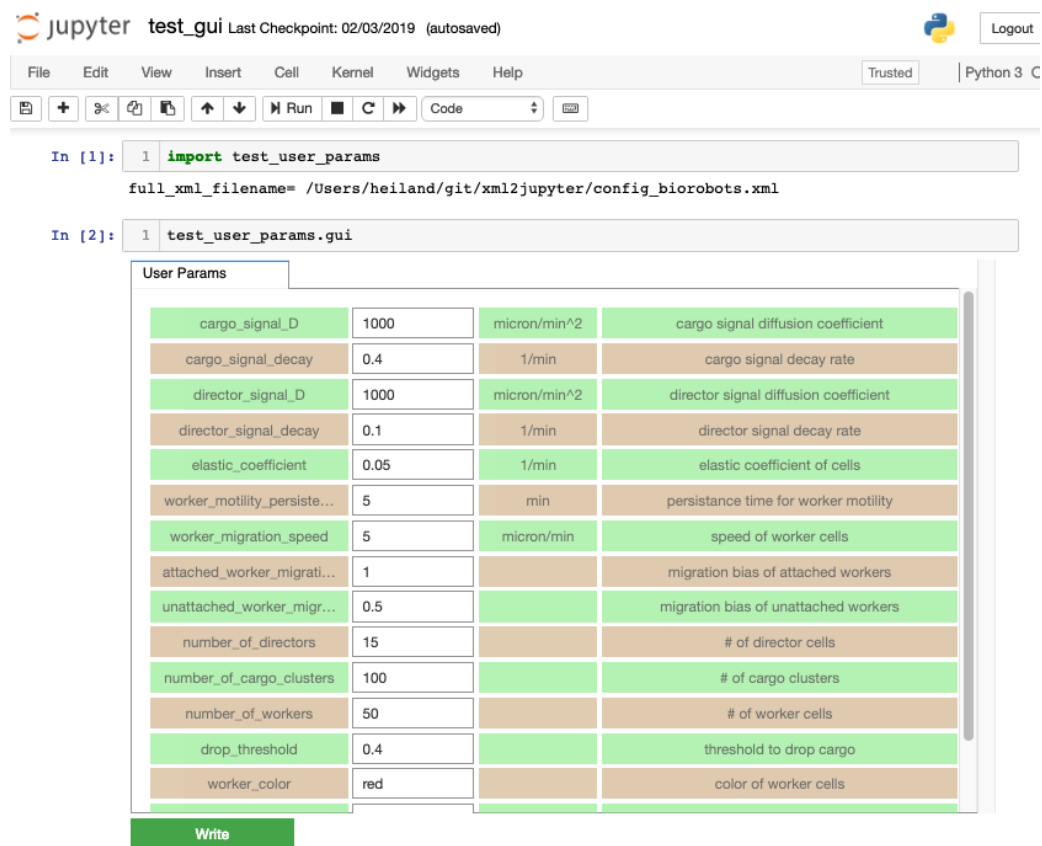 jupyter test_gui Last Checkpoint: 02/03/2019 (autosaved) Logout
File Edit View Insert Cell Kernel Widgets Help Trusted Python 3
Run Code
In [1]: 1 import test_user_params
full_xml_filename= /Users/heiland/git/xml2jupyter/config_biorobots.xml
In [2]: 1 test_user_params.gui
User Params
cargo_signal_D 1000 micron/min^2 cargo signal diffusion coefficient
cargo_signal_decay 0.4 1/min cargo signal decay rate
director_signal_D 1000 micron/min^2 director signal diffusion coefficient
director_signal_decay 0.1 1/min director signal decay rate
elastic_coefficient 0.05 1/min elastic coefficient of cells
worker_motility_persiste... 5 min persistance time for worker motility
worker_migration_speed 5 micron/min speed of worker cells
attached_worker_migrati... 1 migration bias of attached workers
unattached_worker_migr... 0.5 migration bias of unattached workers
number_of_directors 15 # of director cells
number_of_cargo_clusters 100 # of cargo clusters
number_of_workers 50 # of worker cells
drop_threshold 0.4 threshold to drop cargo
worker_color red color of worker cells
Write